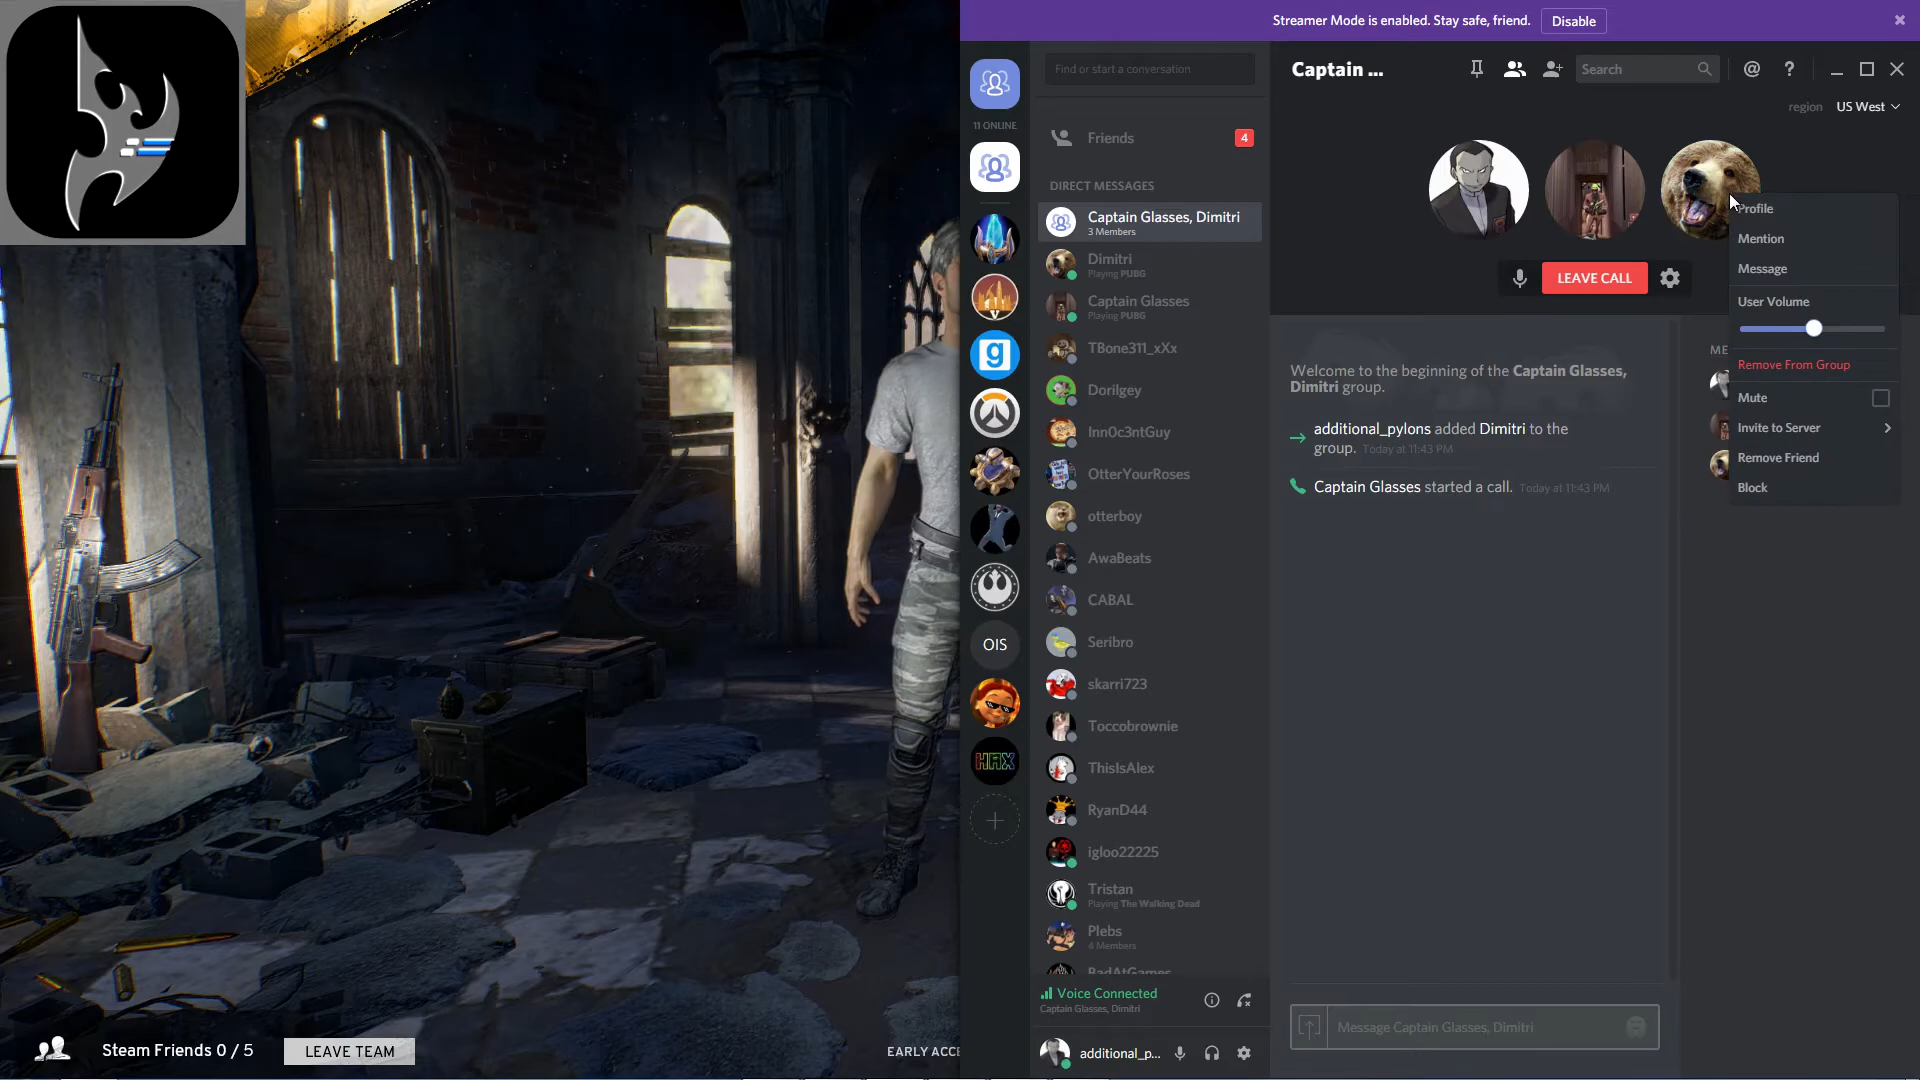 Streamer Mode is enabled. Stay safe, friend.
Disable
Find or start a conversation
Captain ...
Search
region US West
11 ONLINE
Friends
4
DIRECT MESSAGES
Captain Glasses, Dimitri
3 Members
Dimitri
Playing PUBG
Captain Glasses
Playing PUBG
TBone311_xXx
Dorilgey
Inn0c3ntGuy
OtterYourRoses
otterboy
AwaBeats
CABAL
Seribro
skarri723
Toccobrownie
ThisIsAlex
RyanD44
igloo22225
Tristan
Playing The Walking Dead
Plebs
4 Members
BadAtGames
g
OIS
HAX
LEAVE CALL
Profile
Mention
Message
User Volume
Remove From Group
Mute
Invite to Server
Remove Friend
Block
ME
Welcome to the beginning of the Captain Glasses,
Dimitri group.
additional_pylons added Dimitri to the
group. Today at 11:43 PM
Captain Glasses started a call. Today at 11:43 PM
Voice Connected
Captain Glasses, Dimitri
additional_p...
Message Captain Glasses, Dimitri
Steam Friends 0 / 5
LEAVE TEAM
EARLY ACCE